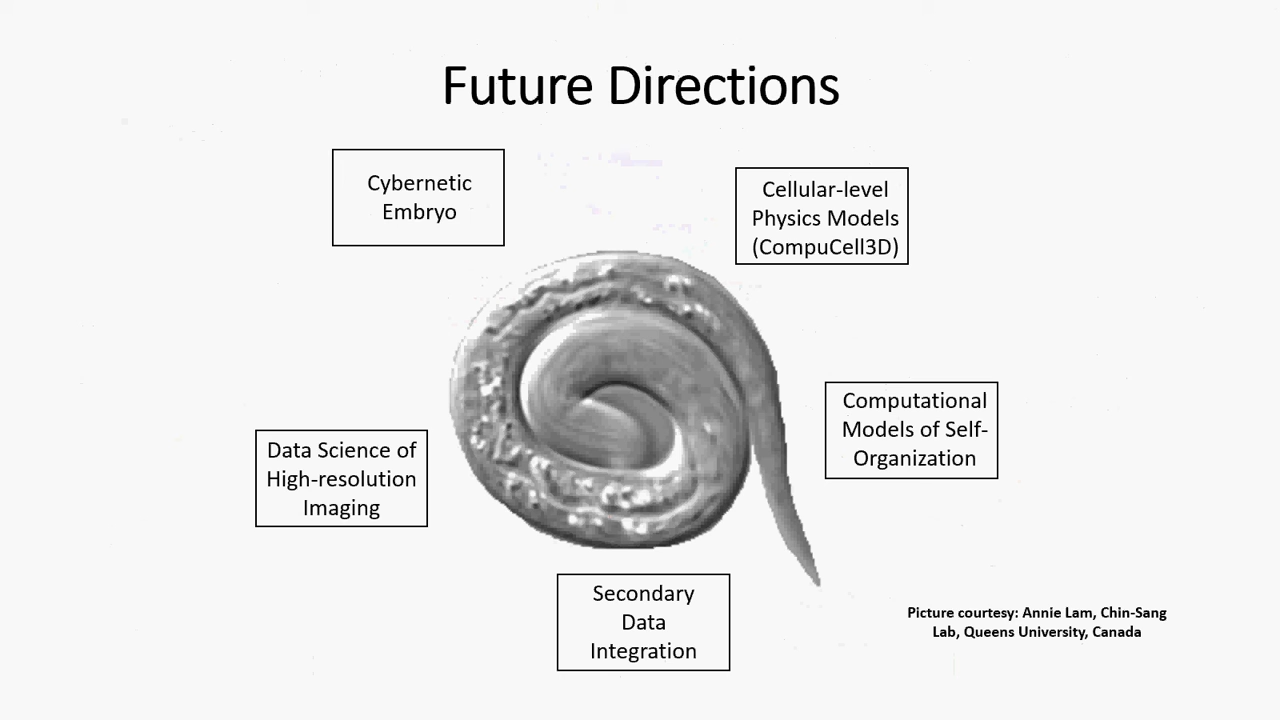 Future Directions
Cybernetic
Embryo
Cellular-level
Physics Models
(CompuCell3D)
Computational
Models of Self-
Organization
Data Science of
High-resolution
Imaging
Secondary
Data
Integration
Picture courtesy: Annie Lam, Chin-Sang
Lab, Queens University, Canada